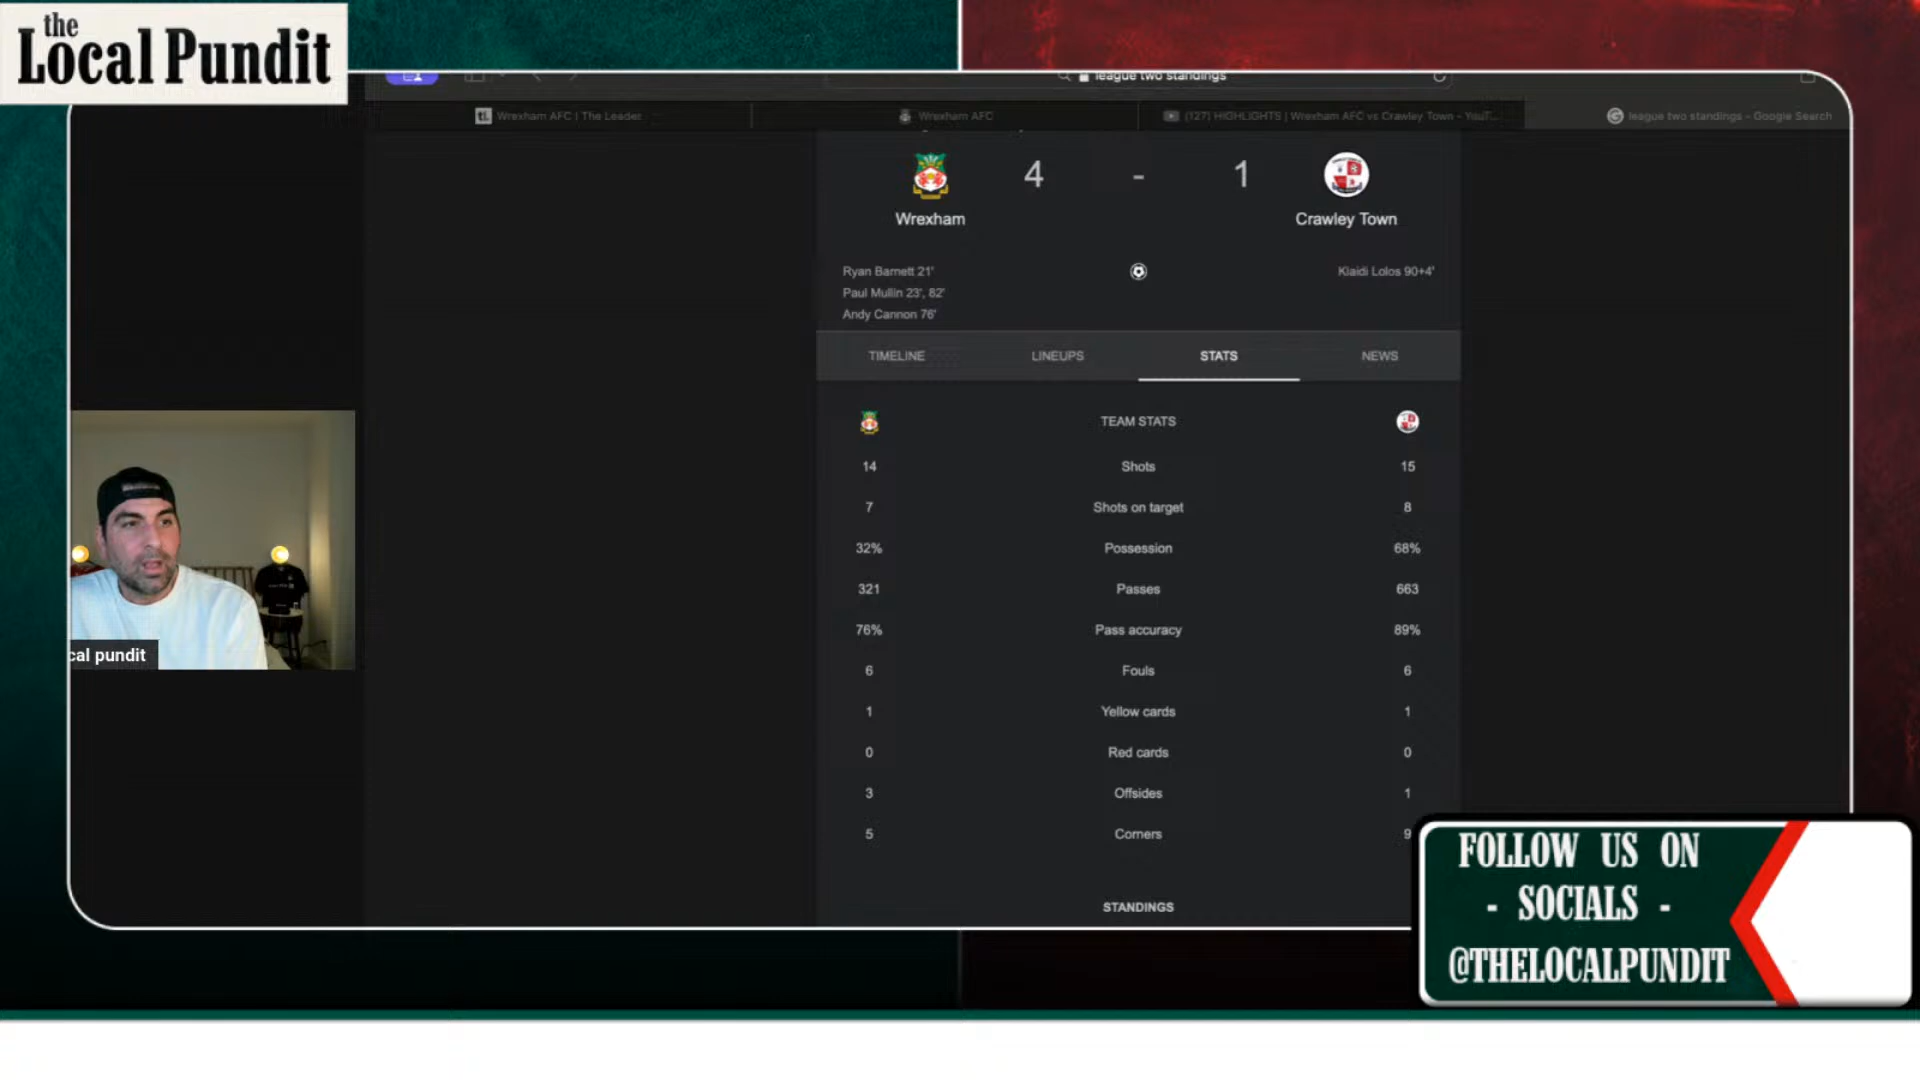 the
Local Pundit
league two standings
Wrexham AFC | The Leader
Wrexham AFC
(127) HIGHLIGHTS | Wrexham AFC vs Crawley Town - YouT...
league two standings - Google Search
4 - 1
Wrexham
Crawley Town
Ryan Barnett 21'
Klaidi Lolos 90+4'
Paul Mullin 23', 82'
Andy Cannon 76'
TIMELINE
LINEUPS
STATS
NEWS
TEAM STATS
14 Shots 15
7 Shots on target 8
32% Possession 68%
321 Passes 663
76% Pass accuracy 89%
6 Fouls 6
1 Yellow cards 1
0 Red cards 0
3 Offsides 1
5 Corners 9
STANDINGS
cal pundit
FOLLOW US ON
- SOCIALS -
@THELOCALPUNDIT